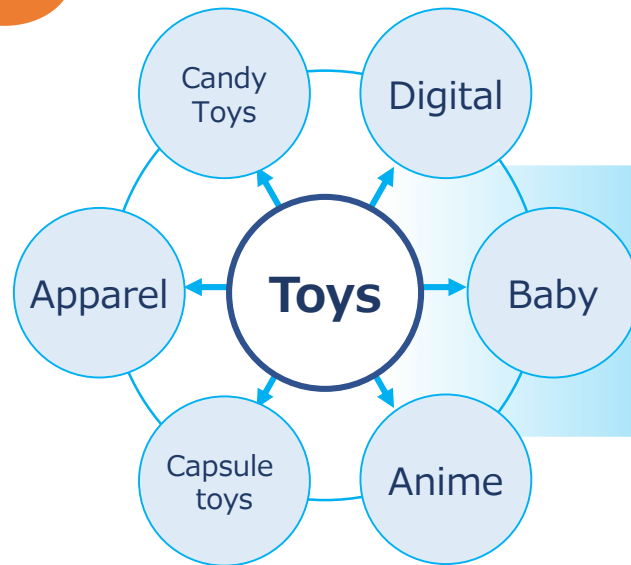 Candy
Toys
Digital
Apparel
Toys
Baby
Capsule
toys
Anime